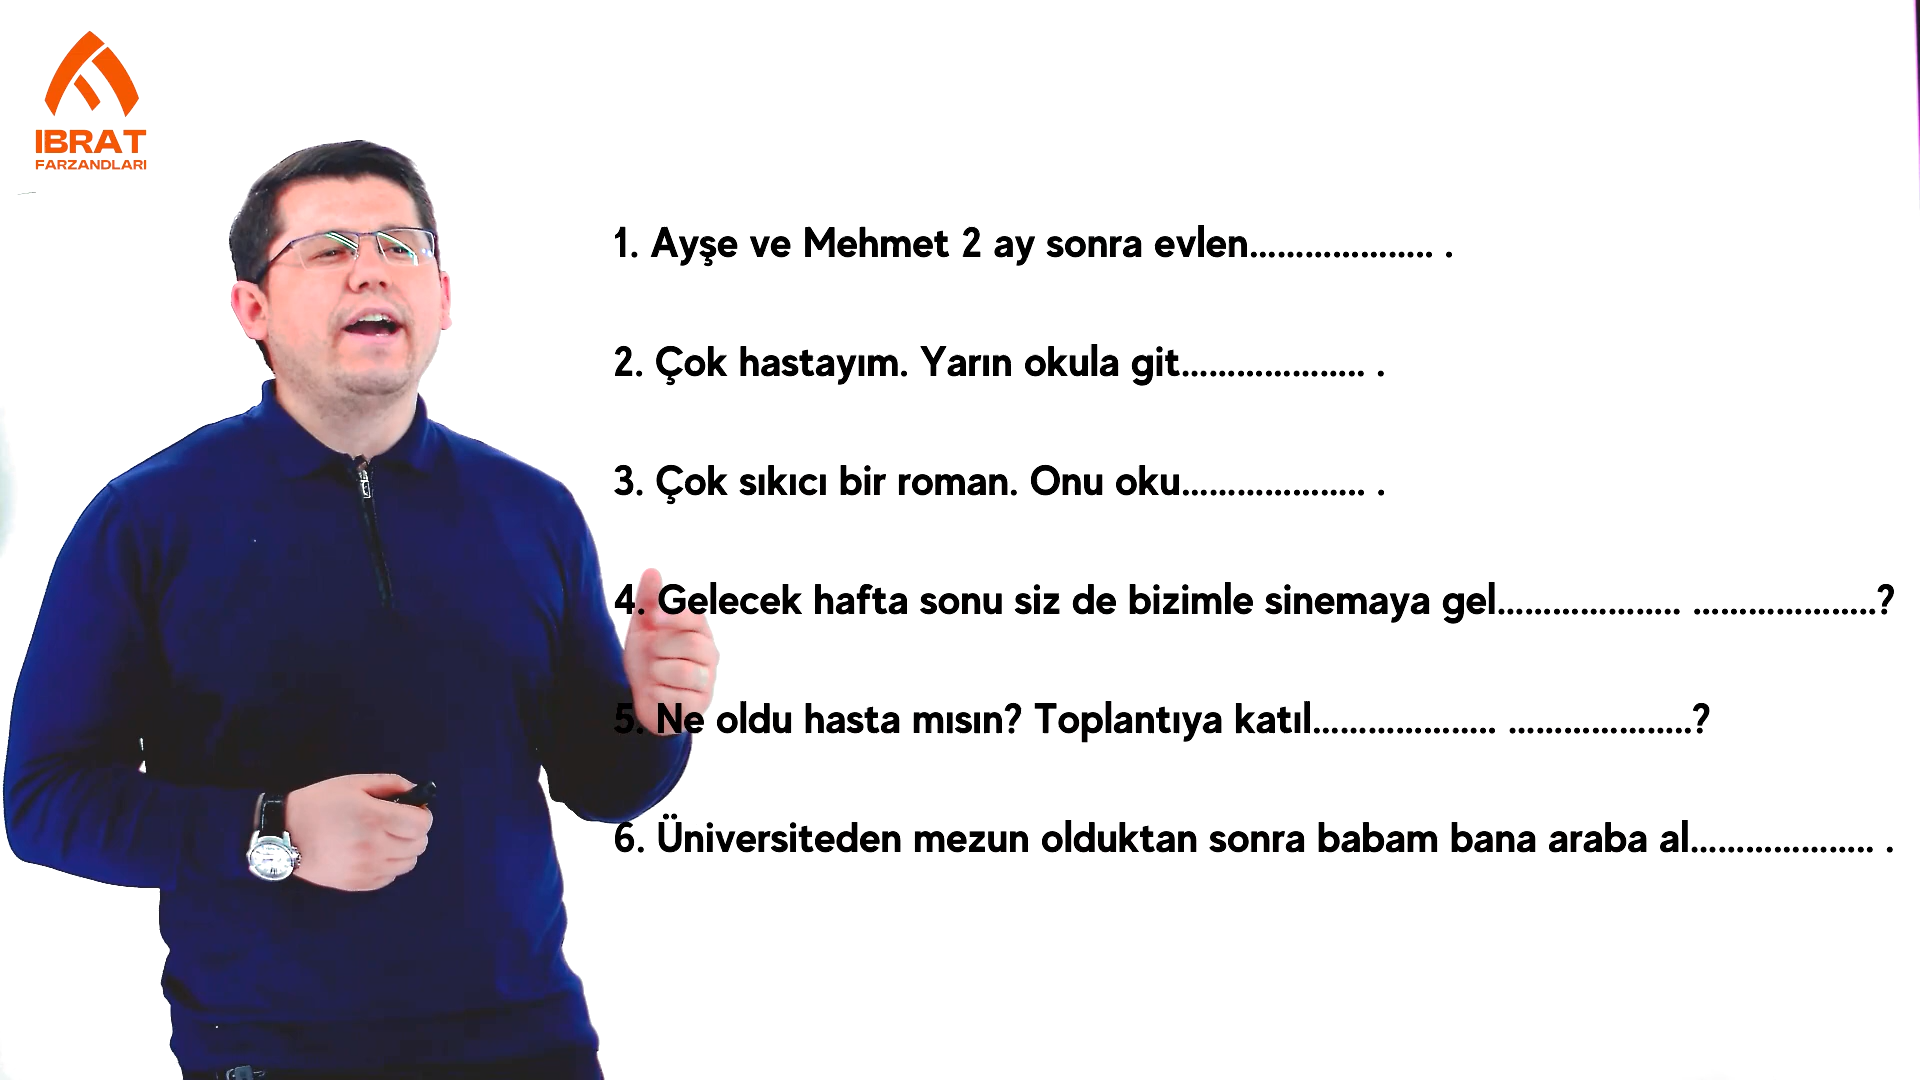 IBRAT
FARZANDLARI
1. Ayşe ve Mehmet 2 ay sonra evlen.................... .
2. Çok hastayım. Yarın okula git.................... .
3. Çok sıkıcı bir roman. Onu oku.................... .
4. Gelecek hafta sonu siz de bizimle sinemaya gel.................... ....................?
5. Ne oldu hasta mısın? Toplantıya katıl.................... ....................?
6. Üniversiteden mezun olduktan sonra babam bana araba al.................... .